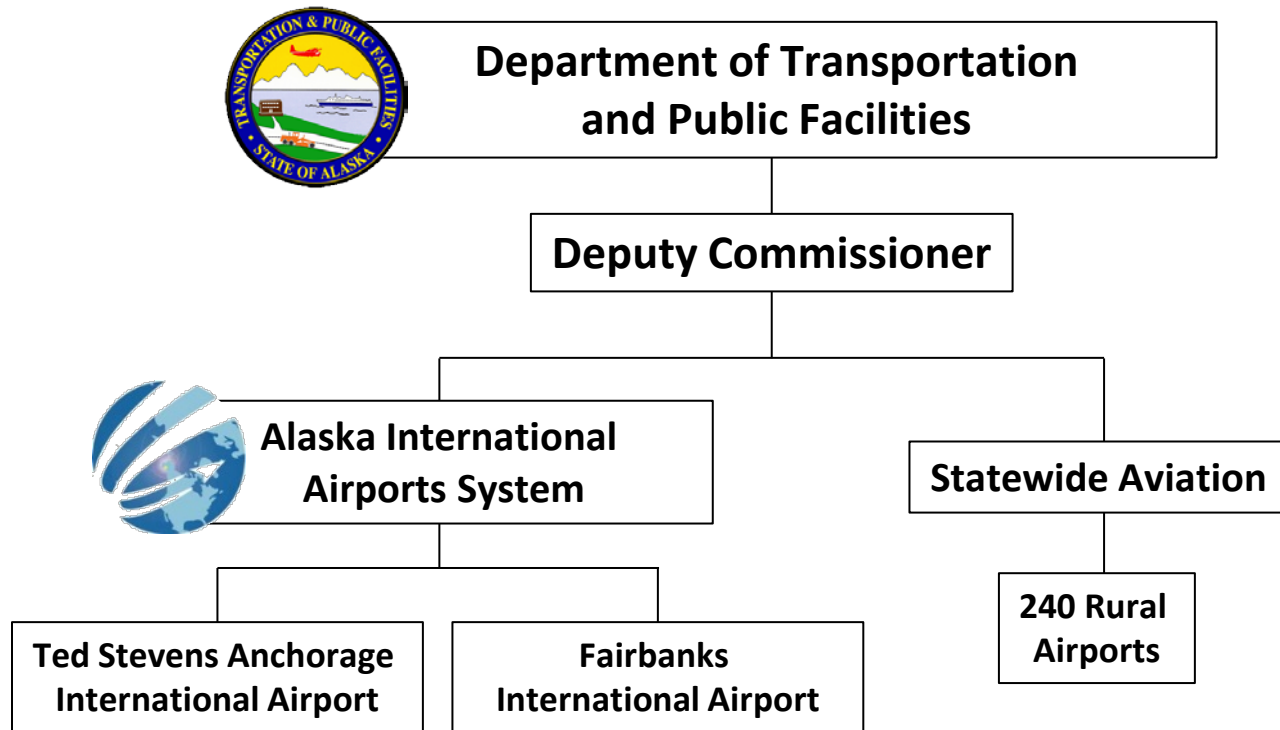 TRANSPORTATION & PUBLIC FACILITIES
STATE OF ALASKA
Department of Transportation
and Public Facilities
Deputy Commissioner
Alaska International
Airports System
Statewide Aviation
240 Rural
Airports
Ted Stevens Anchorage
International Airport
Fairbanks
International Airport